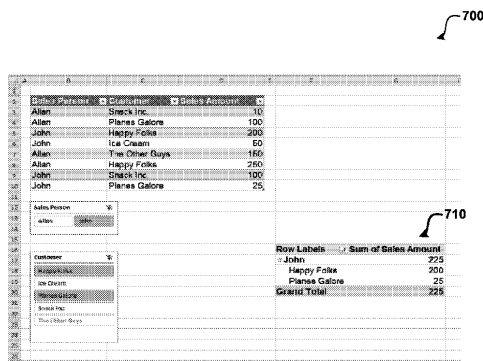 700
Sales Person Customer Sales Amount
Allan Snack Inc. 10
Allan Planes Galore 100
John Happy Folks 200
John Ice Cream 50
Allan The Other Guys 150
Allan Happy Folks 250
John Snack Inc. 100
John Planes Galore 25
Sales Person
Allan John
710
Row Labels Sum of Sales Amount
John 225
Happy Folks 200
Planes Galore 25
Grand Total 225
Customer
Happy Folks
Ice Cream
Planes Galore
Snack Inc.
The Other Guys